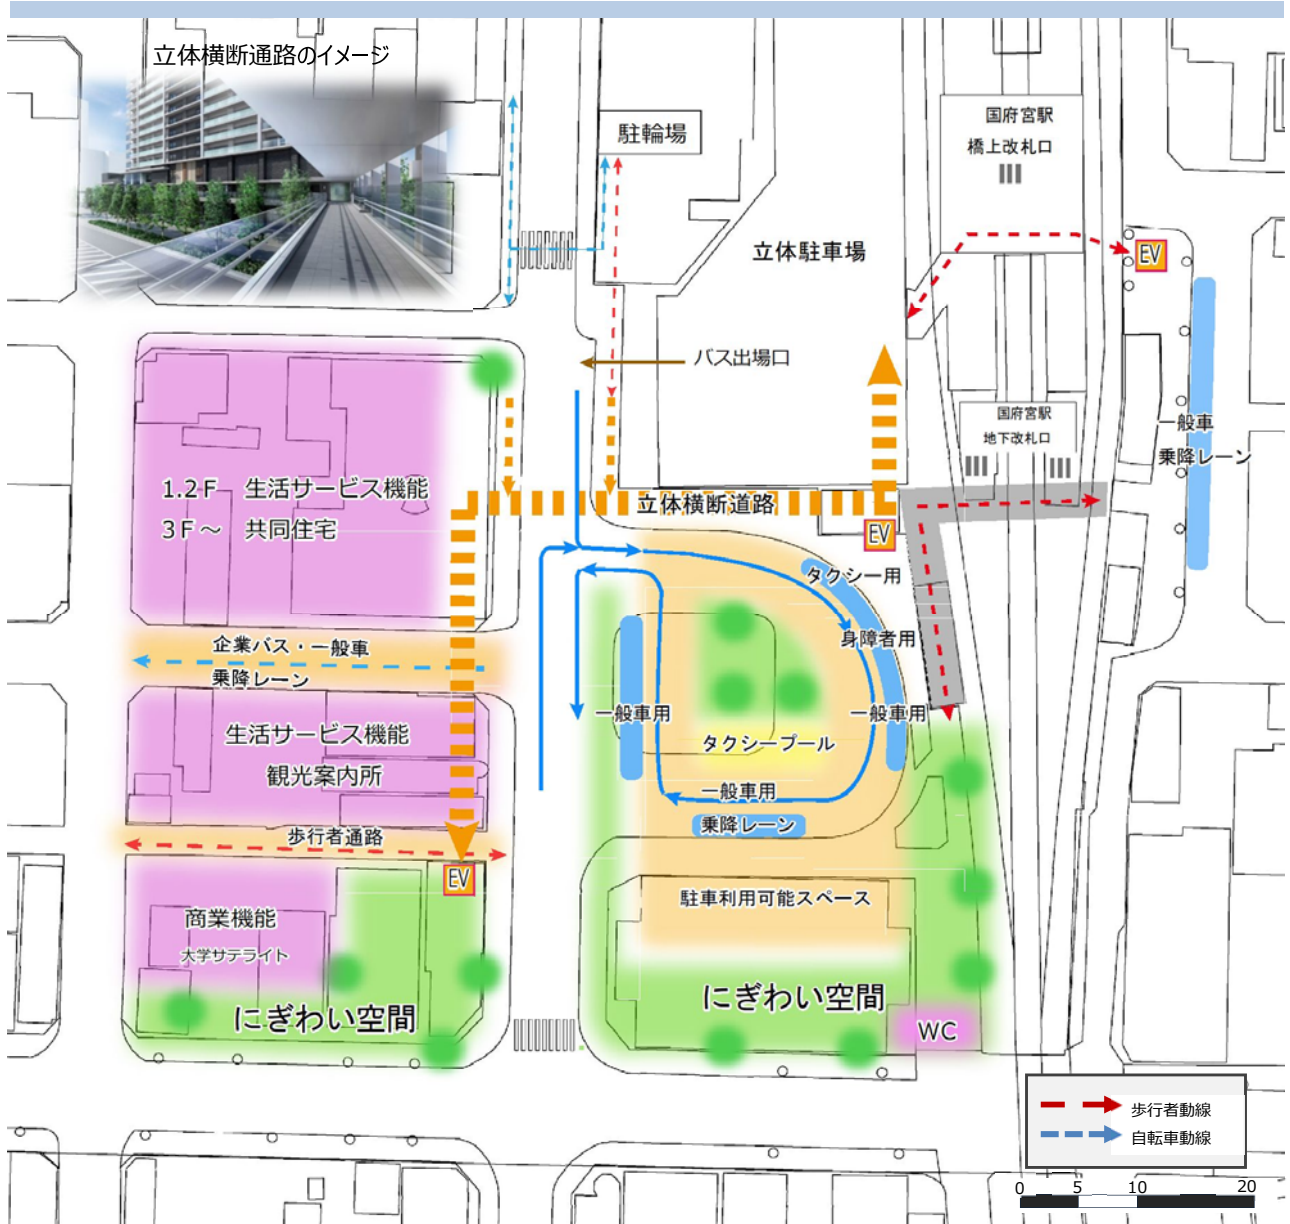 立体横断通路のイメージ
駐輪場
国府宮駅
橋上改札口
立体駐車場
EV
バス出場口
国府宮駅
地下改札口
一般車
乗降レーン
1.2F　生活サービス機能
3F～　共同住宅
立体横断道路
EV
タクシー用
身障者用
企業バス・一般車
乗降レーン
一般車用
一般車用
生活サービス機能
観光案内所
タクシープール
一般車用
乗降レーン
歩行者通路
EV
駐車利用可能スペース
商業機能
大学サテライト
にぎわい空間
にぎわい空間
WC
歩行者動線
自転車動線
0 5 10 20